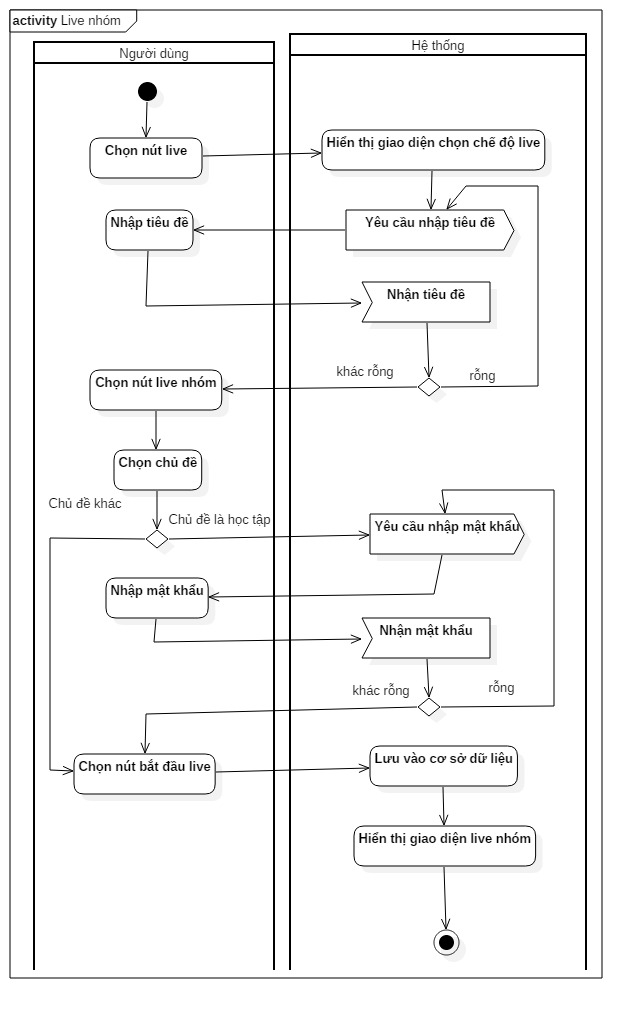 activity Live nhóm
Người dùng
Hệ thống
Chọn nút live
Hiển thị giao diện chọn chế độ live
Nhập tiêu đề
Yêu cầu nhập tiêu đề
Nhận tiêu đề
khác rỗng
rỗng
Chọn nút live nhóm
Chọn chủ đề
Chủ đề khác
Chủ đề là học tập
Yêu cầu nhập mật khẩu
Nhập mật khẩu
Nhận mật khẩu
khác rỗng
rỗng
Chọn nút bắt đầu live
Lưu vào cơ sở dữ liệu
Hiển thị giao diện live nhóm